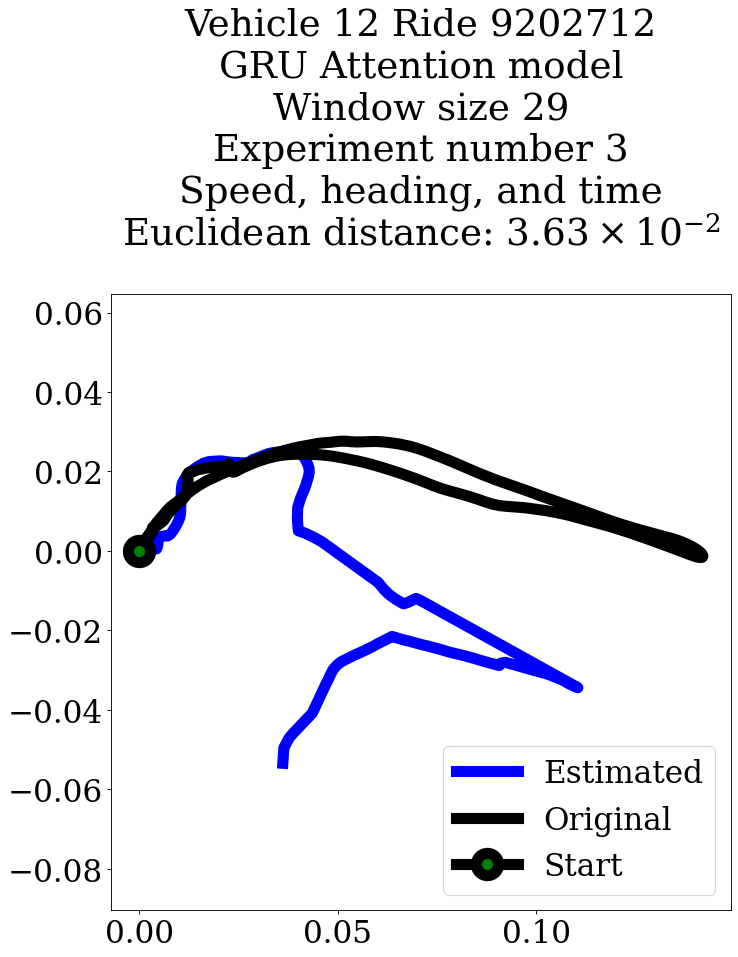 Vehicle 12 Ride 9202712
GRU Attention model
Window size 29
Experiment number 3
Speed, heading, and time
Euclidean distance: 3.63 × 10⁻²
0.06
0.04
0.02
0.00
−0.02
−0.04
−0.06
−0.08
Estimated
Original
Start
0.00 0.05 0.10